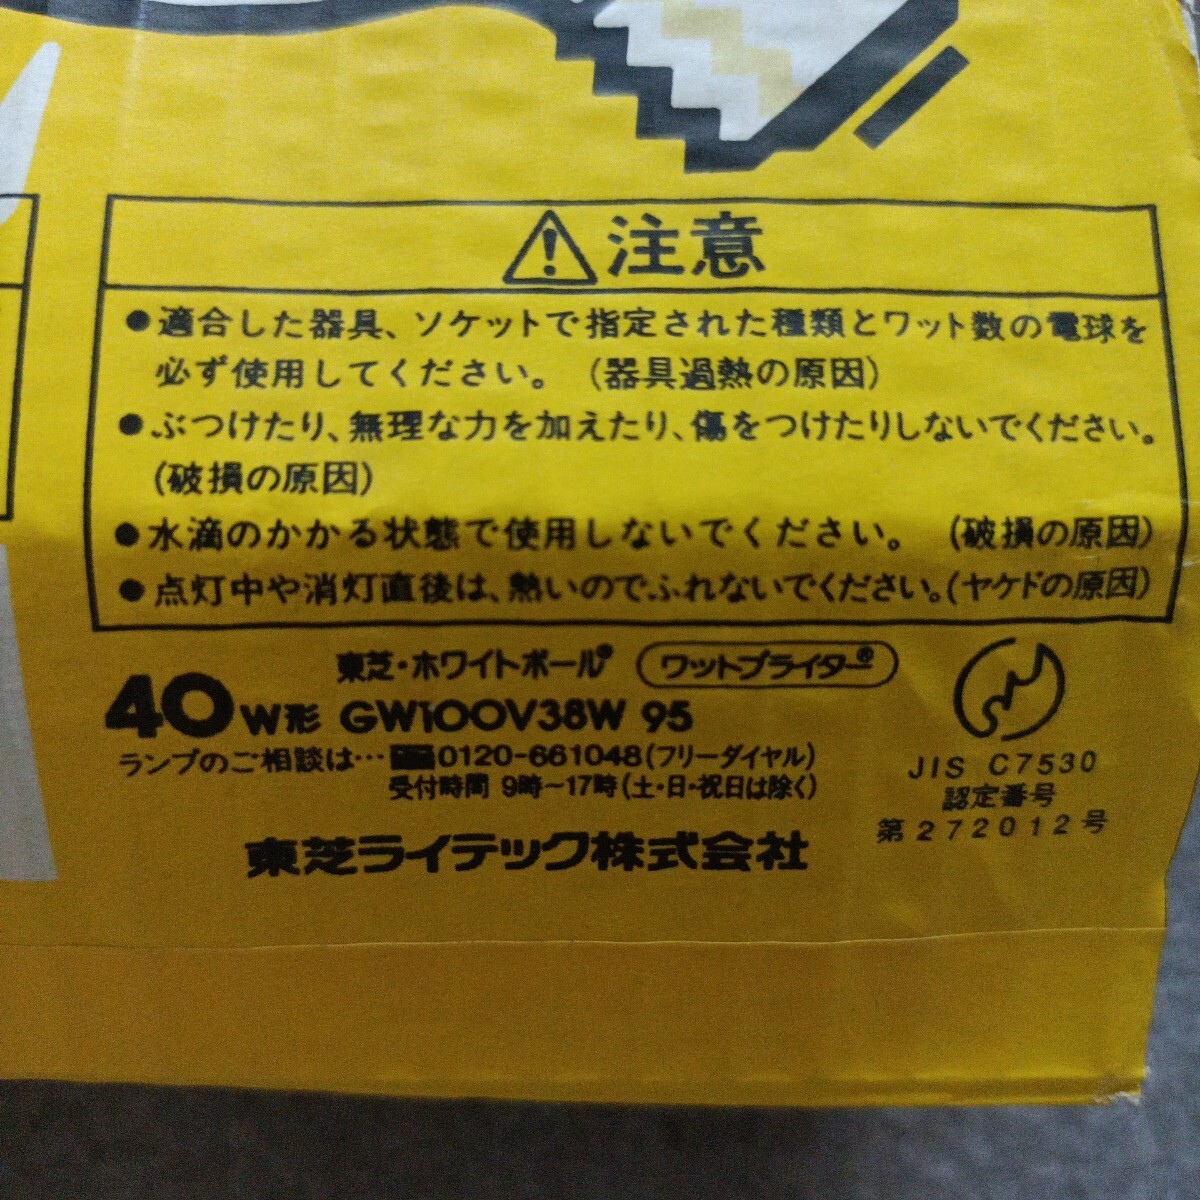 注意
●適合した器具、ソケットで指定された種類とワット数の電球を
必ず使用してください。（器具過熱の原因）
●ぶつけたり、無理な力を加えたり、傷をつけたりしないでください。
（破損の原因）
●水滴のかかる状態で使用しないでください。（破損の原因）
●点灯中や消灯直後は、熱いのでふれないでください。（ヤケドの原因）
東芝・ホワイトボール® ワットブライター®
40W形 GW100V38W 95
ランプのご相談は… 0120-661048（フリーダイヤル）
受付時間 9時～17時（土・日・祝日は除く）
東芝ライテック株式会社
JIS C7530
認定番号
第272012号